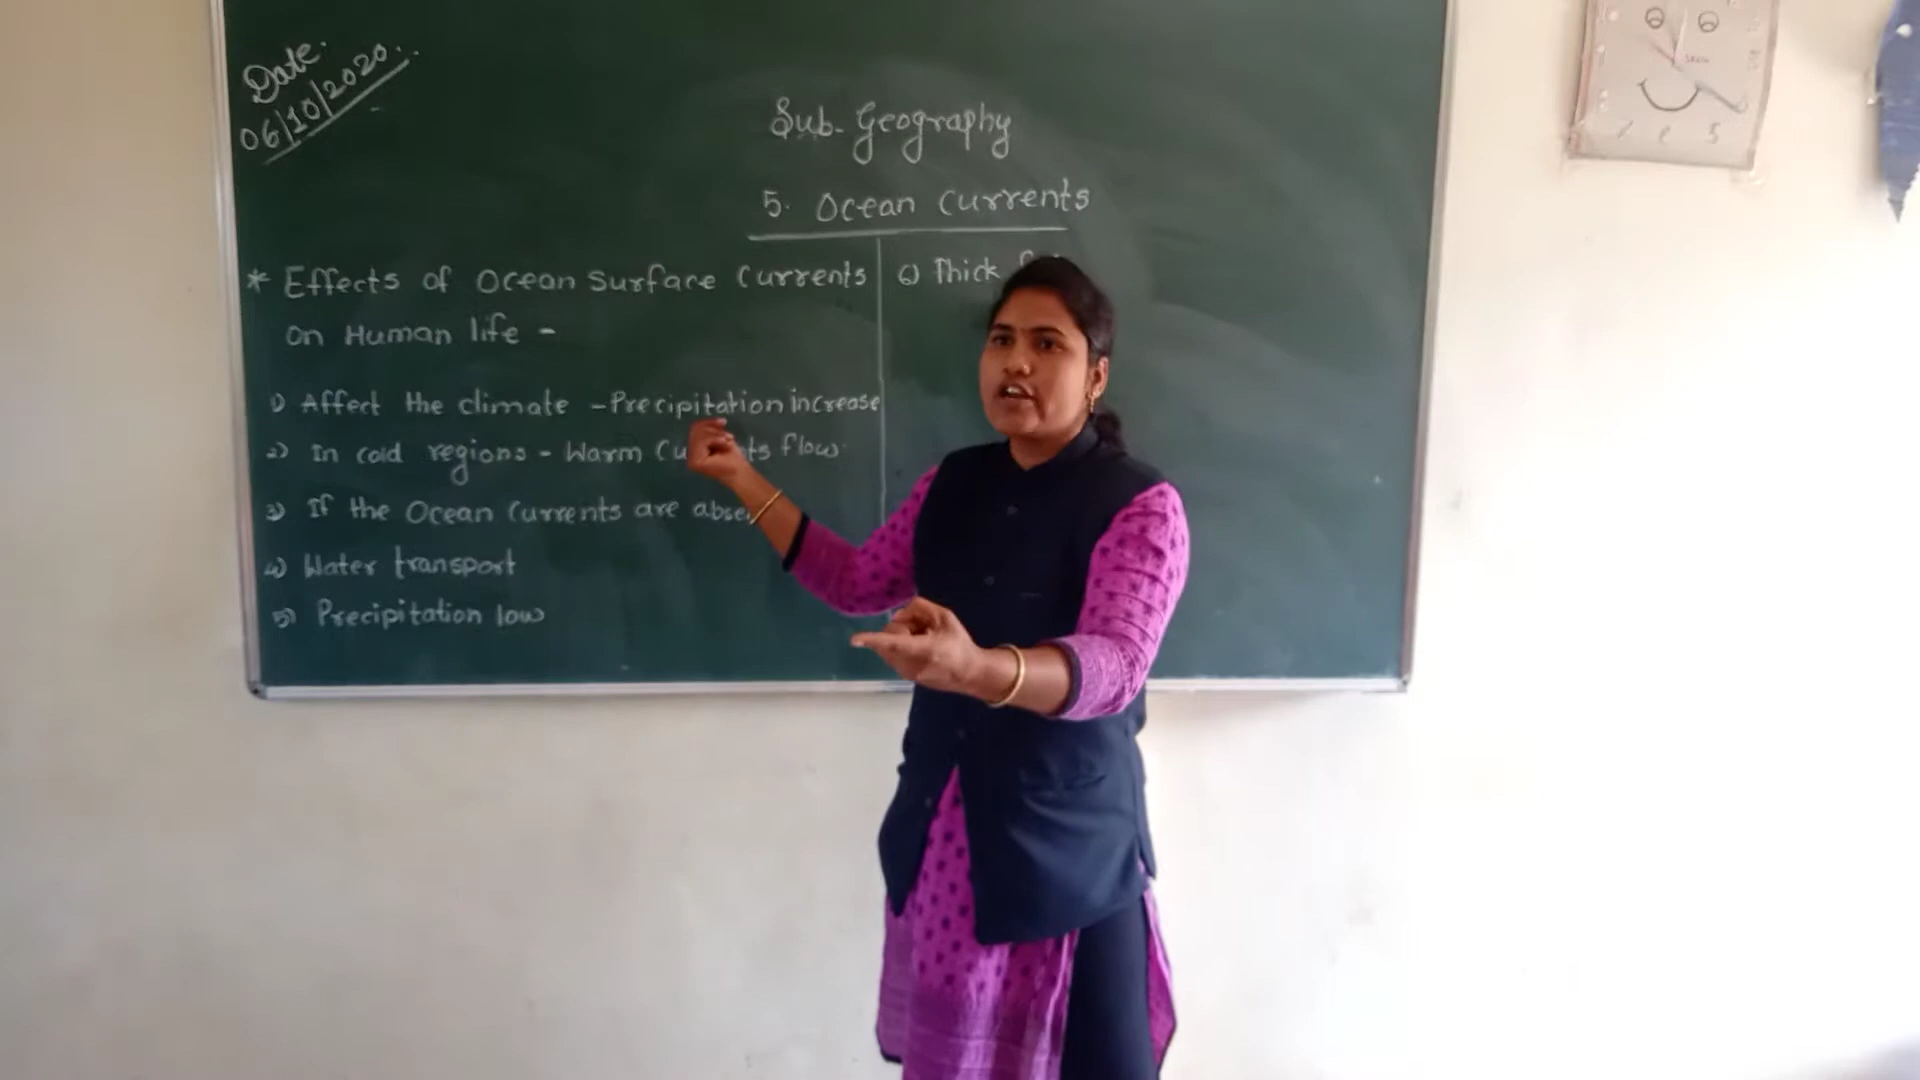 Date:
06/10/2020
Sub- Geography
5. Ocean Currents
* Effects of Ocean Surface Currents
on Human life -
1) Affect the climate - Precipitation increase
2) In cold regions - Warm flow.
3) If the Ocean Currents are
4) Water transport
5) Precipitation low
6) Thick